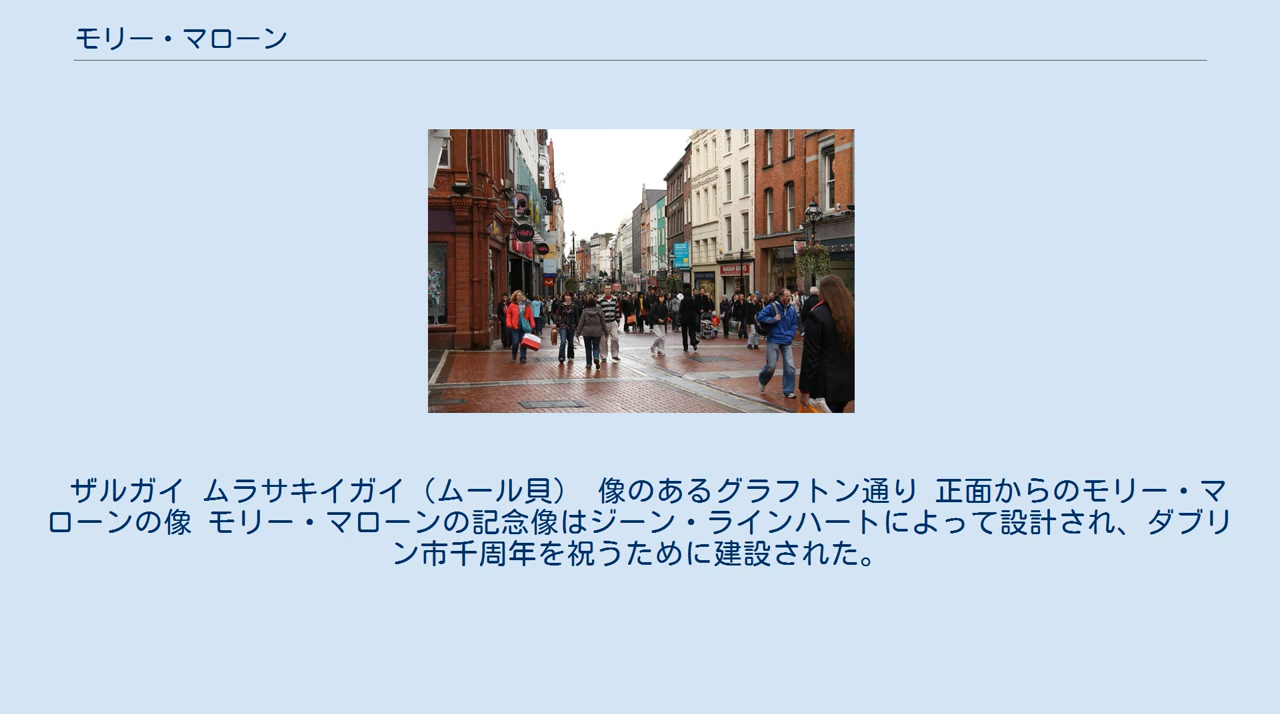 モリー・マローン
HMV
ザルガイ ムラサキイガイ（ムール貝） 像のあるグラフトン通り 正面からのモリー・マ
ローンの像 モリー・マローンの記念像はジーン・ラインハートによって設計され、ダブリ
ン市千周年を祝うために建設された。